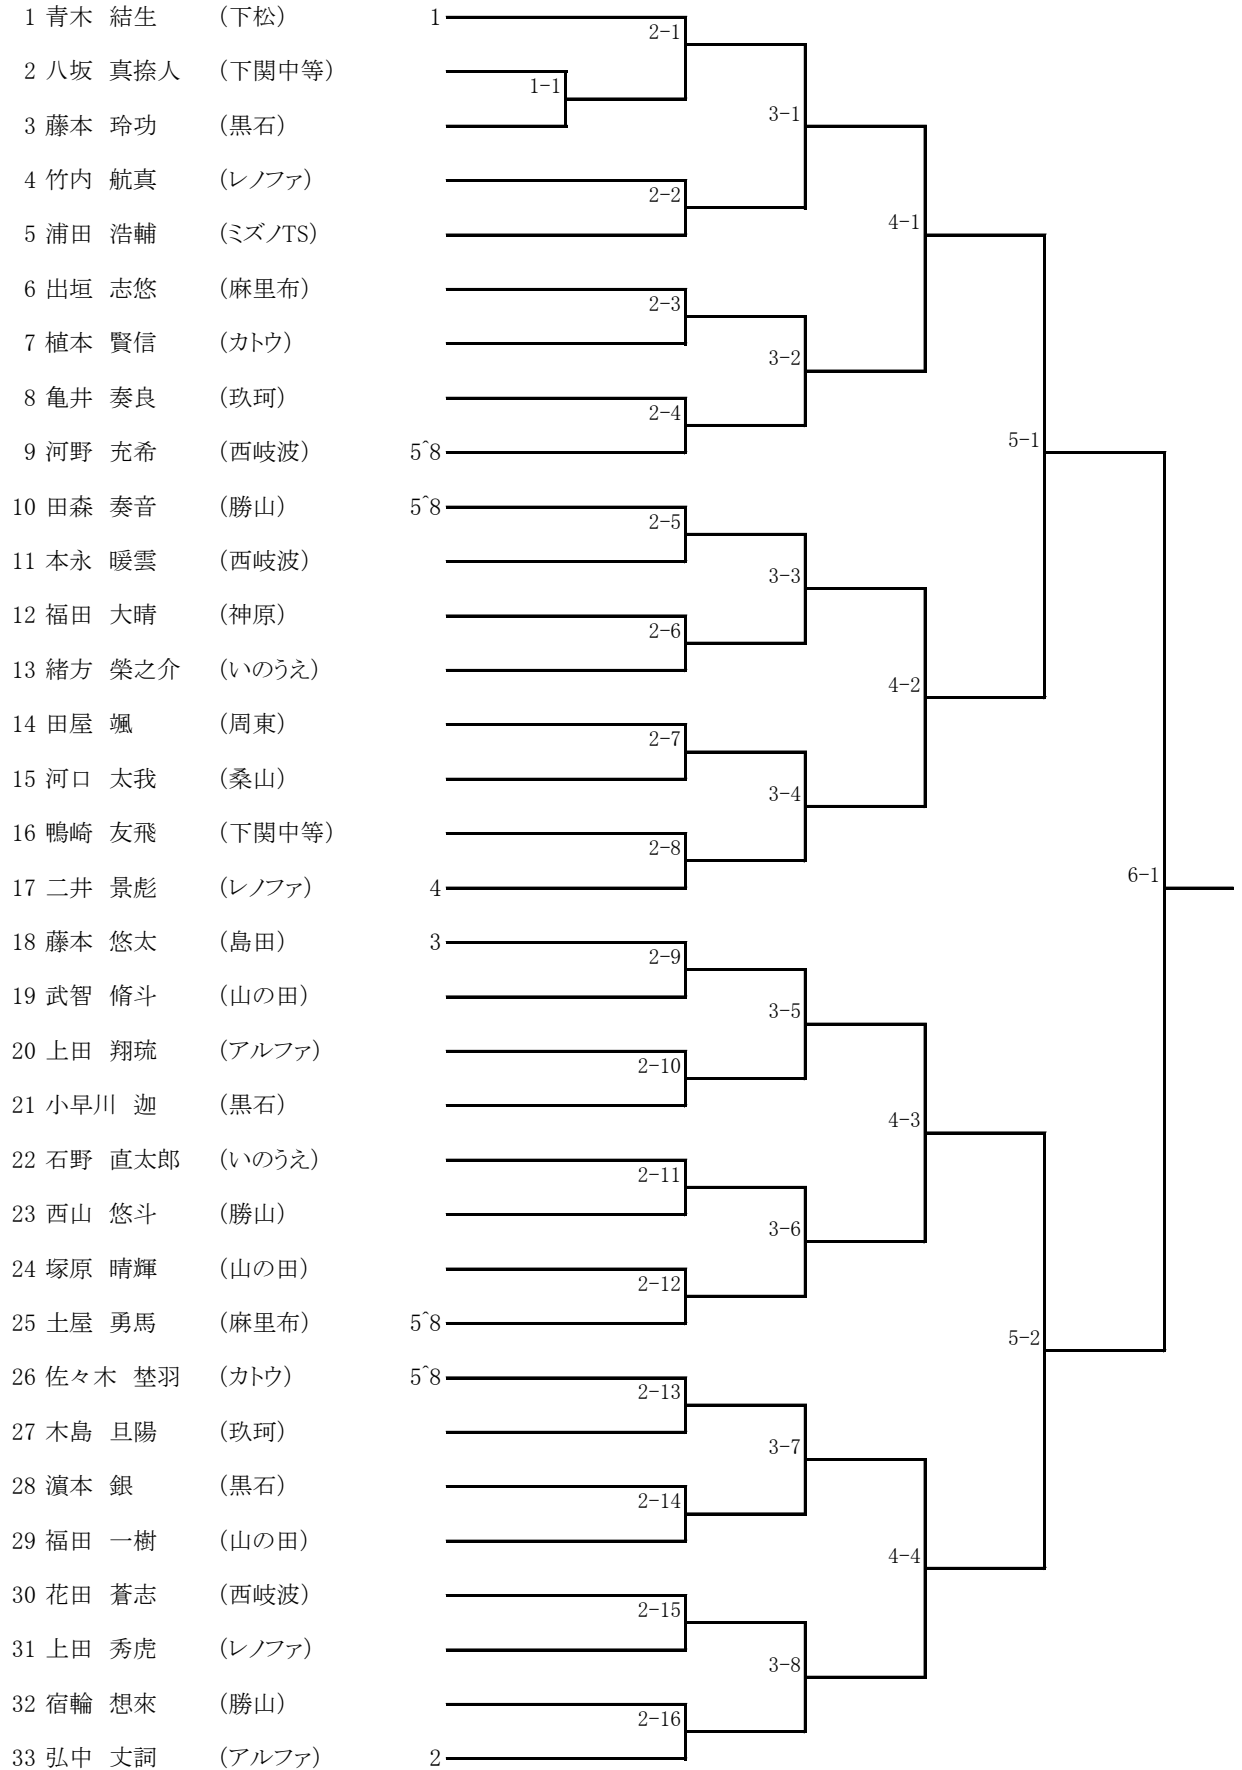 1 青木 結生 (下松) 1
2-1
2 八坂 真捺人 (下関中等)
1-1
3 藤本 玲功 (黒石)
3-1
4 竹内 航真 (レノファ)
2-2
5 浦田 浩輔 (ミズノTS)
4-1
6 出垣 志悠 (麻里布)
2-3
7 植本 賢信 (カトウ)
3-2
8 亀井 奏良 (玖珂)
2-4
9 河野 充希 (西岐波) 5^8
5-1
10 田森 奏音 (勝山) 5^8
2-5
11 本永 暖雲 (西岐波)
3-3
12 福田 大晴 (神原)
2-6
13 緒方 榮之介 (いのうえ)
4-2
14 田屋 颯 (周東)
2-7
15 河口 太我 (桑山)
3-4
16 鴨崎 友飛 (下関中等)
2-8
17 二井 景彪 (レノファ) 4
6-1
18 藤本 悠太 (島田) 3
2-9
19 武智 脩斗 (山の田)
3-5
20 上田 翔琉 (アルファ)
2-10
21 小早川 迦 (黒石)
4-3
22 石野 直太郎 (いのうえ)
2-11
23 西山 悠斗 (勝山)
3-6
24 塚原 晴輝 (山の田)
2-12
25 土屋 勇馬 (麻里布) 5^8
5-2
26 佐々木 埜羽 (カトウ) 5^8
2-13
27 木島 旦陽 (玖珂)
3-7
28 濵本 銀 (黒石)
2-14
29 福田 一樹 (山の田)
4-4
30 花田 蒼志 (西岐波)
2-15
31 上田 秀虎 (レノファ)
3-8
32 宿輪 想來 (勝山)
2-16
33 弘中 丈詞 (アルファ) 2